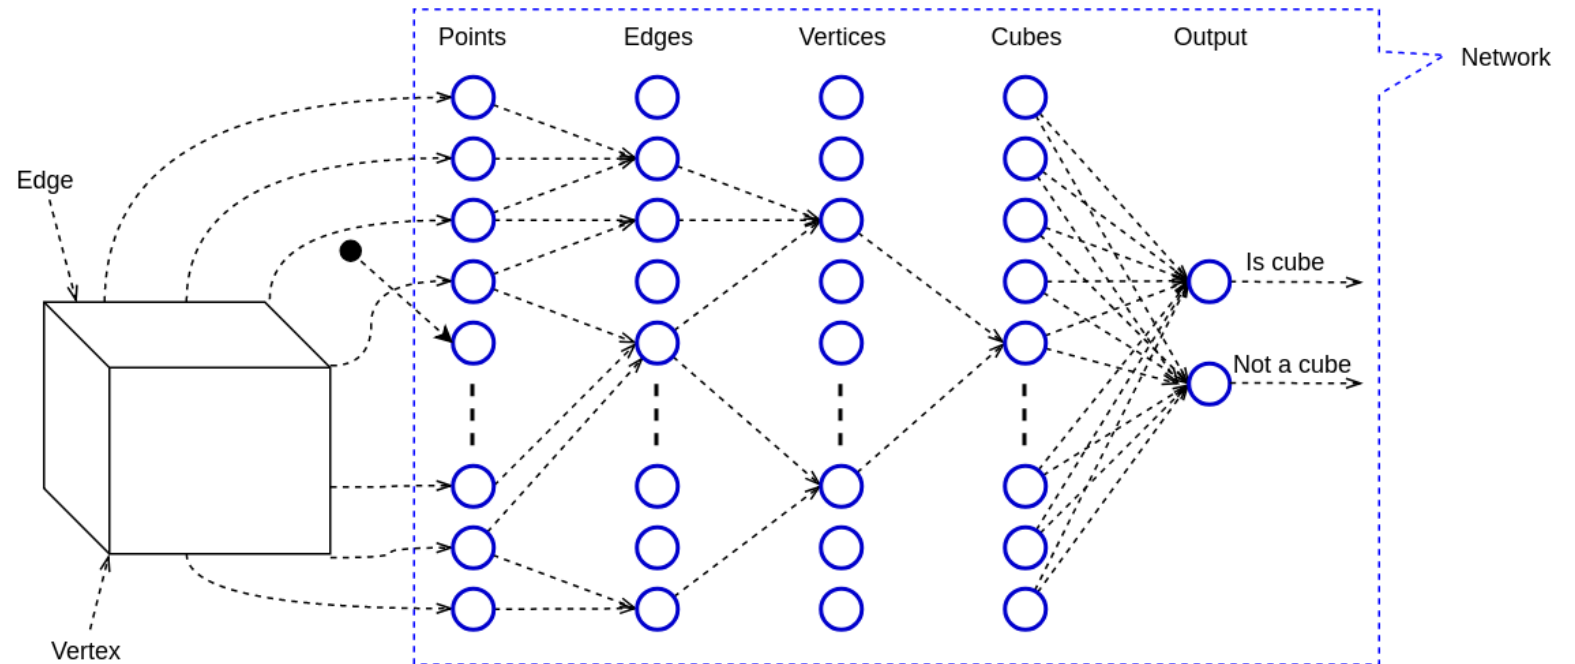 Points
Edges
Vertices
Cubes
Output
Network
Edge
Is cube
Not a cube
Vertex